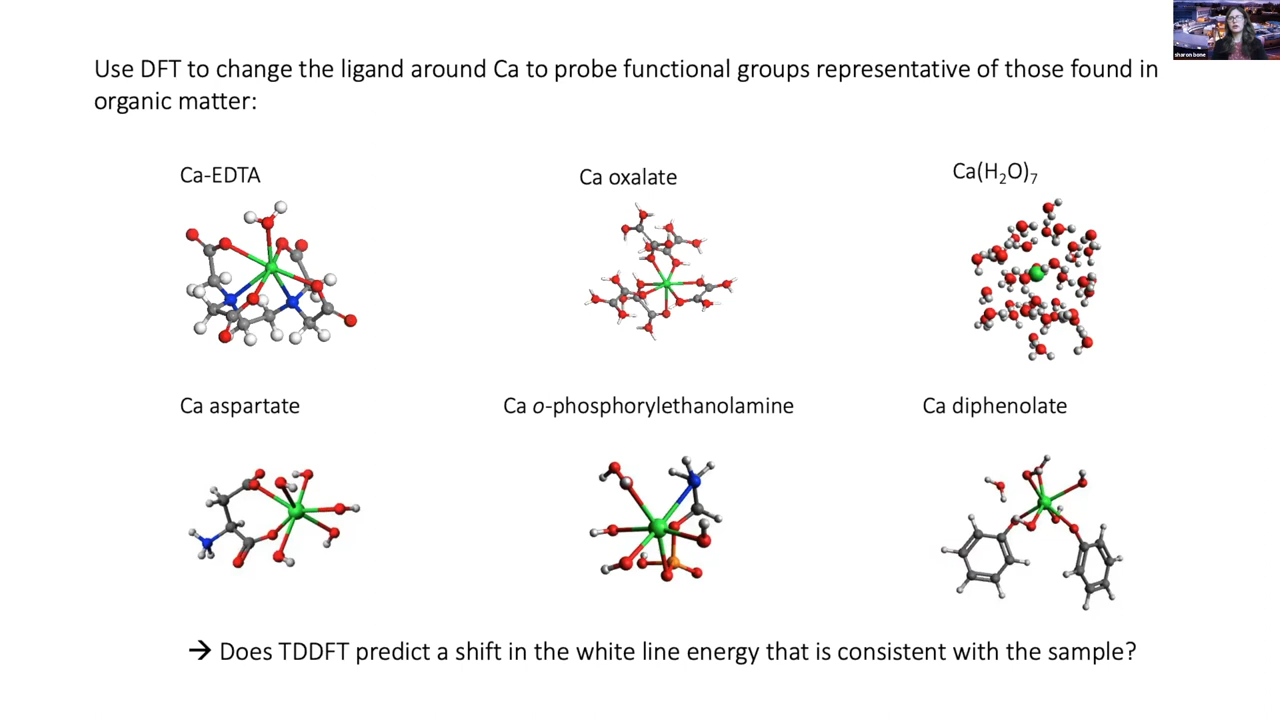 sharon bone
Use DFT to change the ligand around Ca to probe functional groups representative of those found in
organic matter:
Ca-EDTA
Ca oxalate
Ca(H₂O)₇
Ca aspartate
Ca o-phosphorylethanolamine
Ca diphenolate
→ Does TDDFT predict a shift in the white line energy that is consistent with the sample?